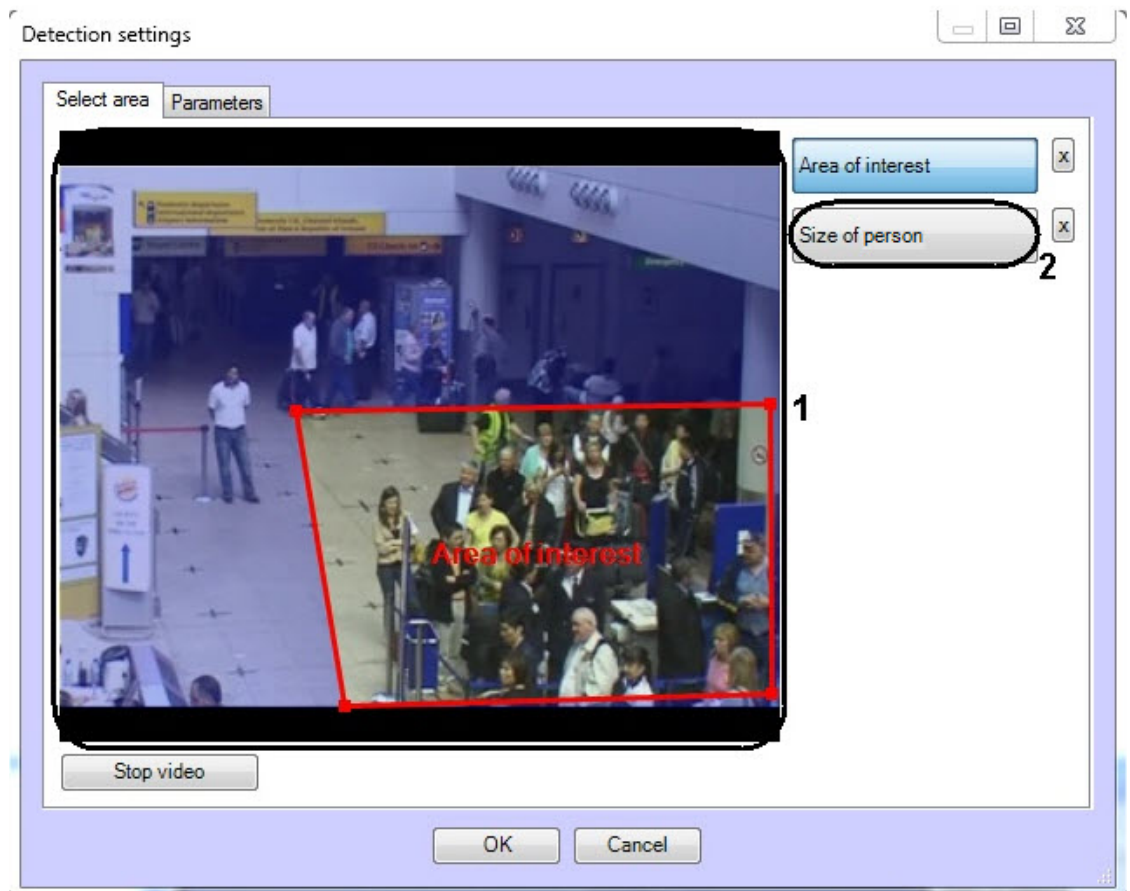 Detection settings
Select area
Parameters
Area of interest
x
Size of person
x
2
1
Area of interest
Stop video
OK
Cancel